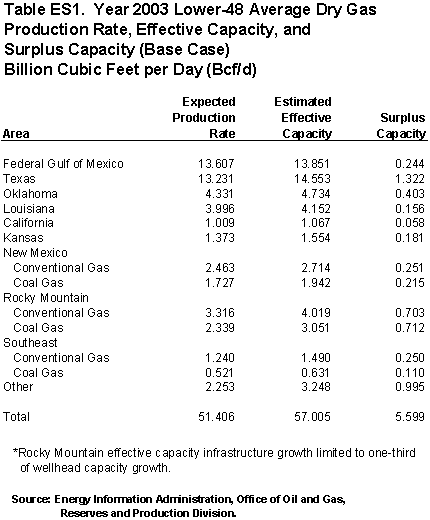 Table ES1.  Year 2003 Lower-48 Average Dry Gas
Production Rate, Effective Capacity, and
Surplus Capacity (Base Case)
Billion Cubic Feet per Day (Bcf/d)
Expected Estimated
Production Effective Surplus
Area Rate Capacity Capacity
Federal Gulf of Mexico 13.607 13.851 0.244
Texas 13.231 14.553 1.322
Oklahoma 4.331 4.734 0.403
Louisiana 3.996 4.152 0.156
California 1.009 1.067 0.058
Kansas 1.373 1.554 0.181
New Mexico
Conventional Gas 2.463 2.714 0.251
Coal Gas 1.727 1.942 0.215
Rocky Mountain
Conventional Gas 3.316 4.019 0.703
Coal Gas 2.339 3.051 0.712
Southeast
Conventional Gas 1.240 1.490 0.250
Coal Gas 0.521 0.631 0.110
Other 2.253 3.248 0.995
Total 51.406 57.005 5.599
*Rocky Mountain effective capacity infrastructure growth limited to one-third
of wellhead capacity growth.
Source: Energy Information Administration, Office of Oil and Gas,
Reserves and Production Division.